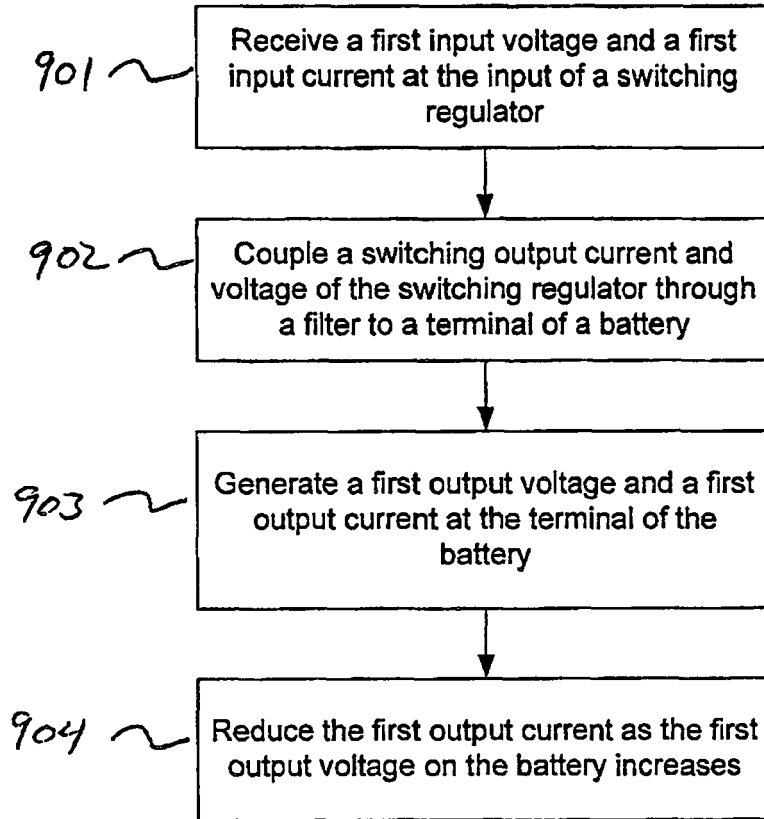 901
Receive a first input voltage and a first
input current at the input of a switching
regulator
902
Couple a switching output current and
voltage of the switching regulator through
a filter to a terminal of a battery
903
Generate a first output voltage and a first
output current at the terminal of the
battery
904
Reduce the first output current as the first
output voltage on the battery increases